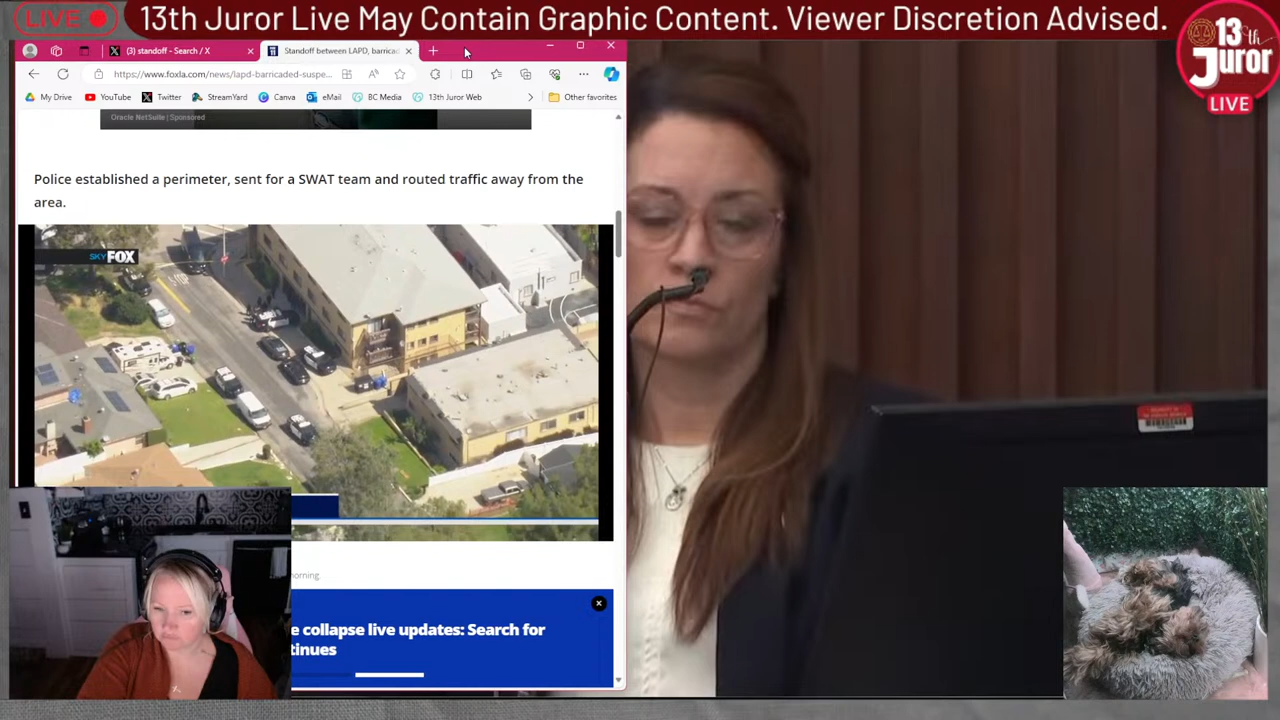 LIVE
13th Juror Live May Contain Graphic Content. Viewer Discretion Advised.
13th
Juror
LIVE
(3) standoff - Search / X
Standoff between LAPD, barrica
https://www.foxla.com/news/lapd-barricaded-suspe...
My Drive
YouTube
Twitter
StreamYard
Canva
eMail
BC Media
13th Juror Web
Other favorites
Oracle NetSuite | Sponsored
Police established a perimeter, sent for a SWAT team and routed traffic away from the
area.
SKYFOX
orning.
e collapse live updates: Search for
tinues